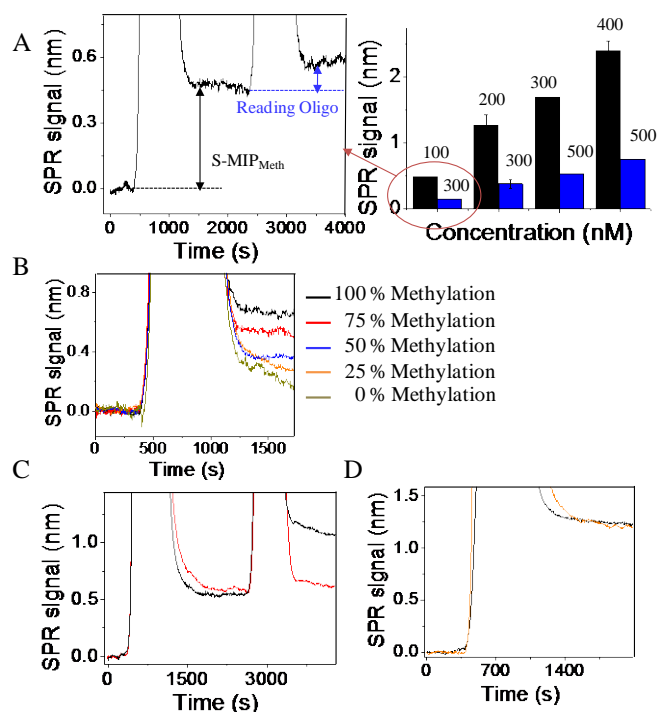 A
SPR signal (nm)
0.6
0.3
0.0
Reading Oligo
S-MIPMeth
0 1000 2000 3000 4000
Time (s)
SPR signal (nm)
2
1
0
100
300
200
300
300
500
400
500
Concentration (nM)
B
SPR signal (nm)
0.8
0.4
0.0
0 500 1000 1500
Time (s)
100 % Methylation
75 % Methylation
50 % Methylation
25 % Methylation
0 % Methylation
C
SPR signal (nm)
1.0
0.5
0.0
0 1500 3000
Time (s)
D
SPR signal (nm)
1.5
1.0
0.5
0.0
0 700 1400
Time (s)